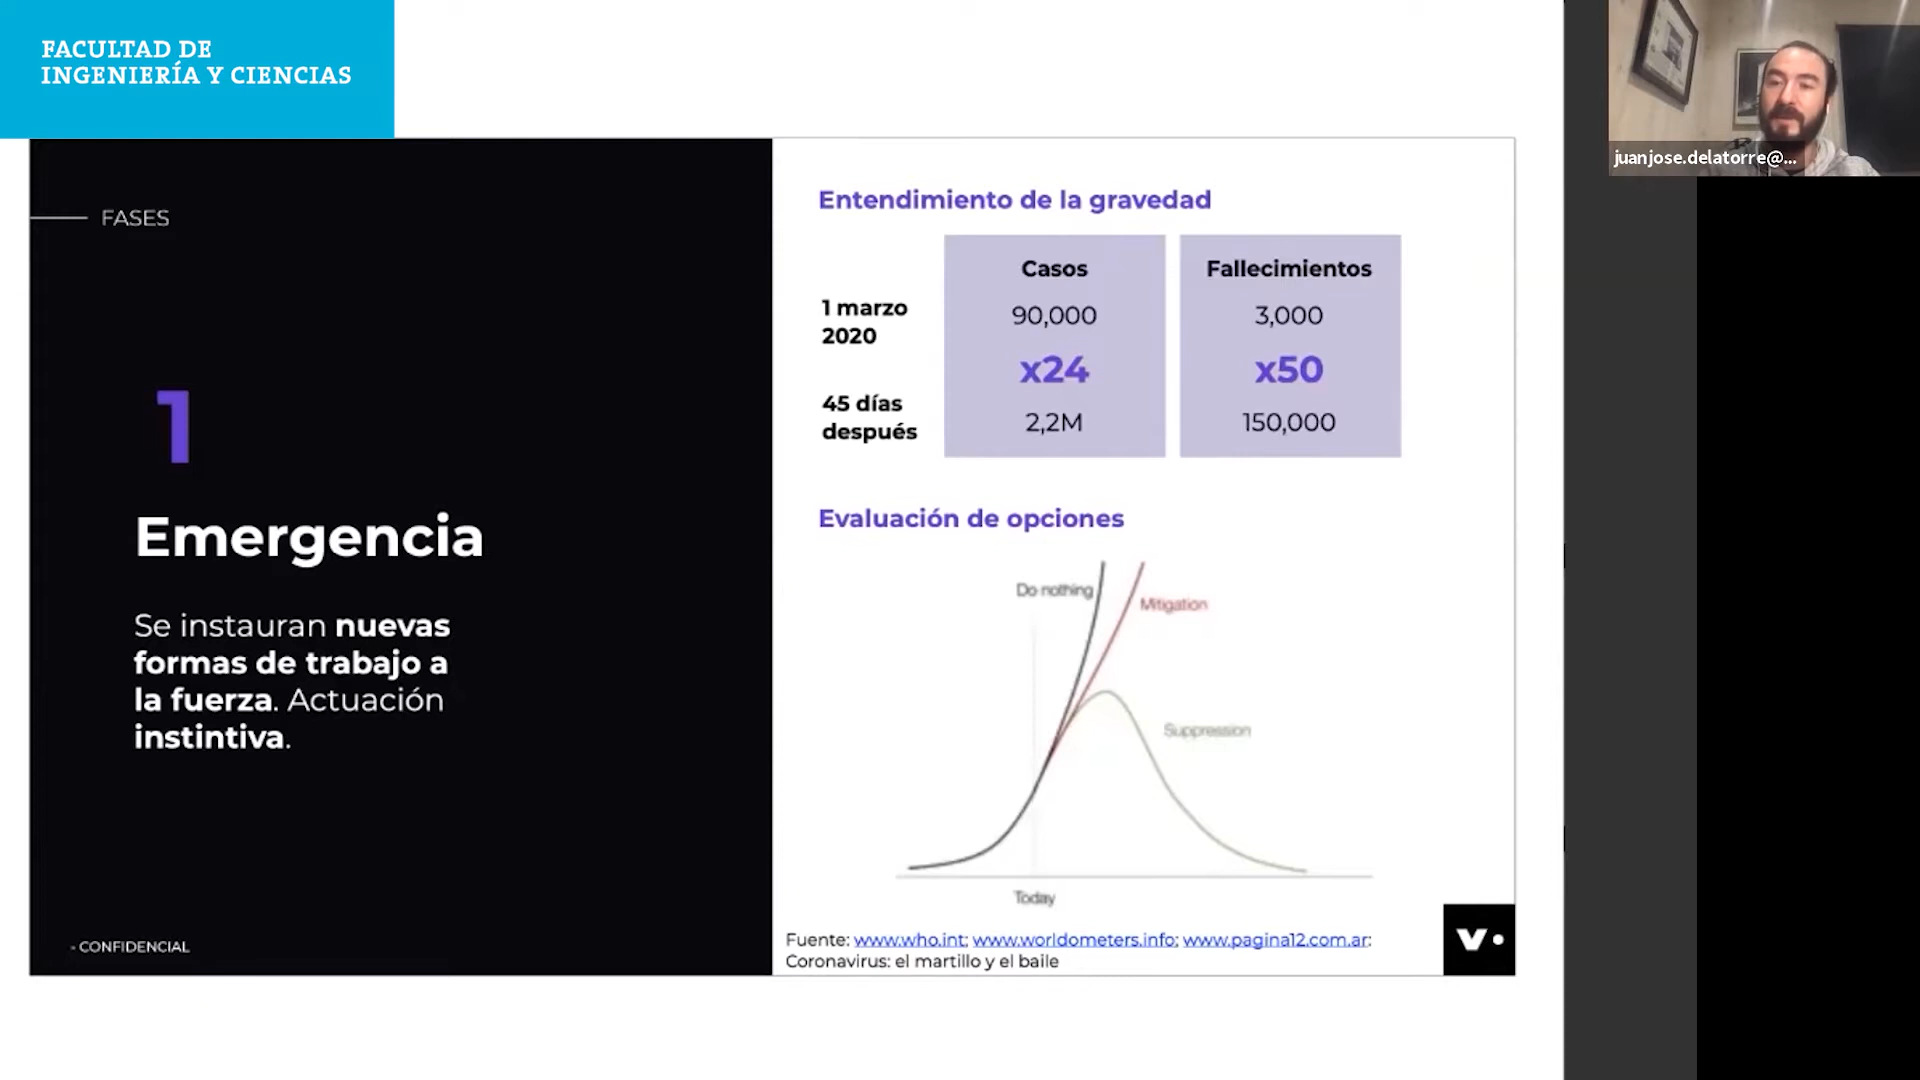 FACULTAD DE
INGENIERÍA Y CIENCIAS
juanjose.delatorre@...
FASES
1
Emergencia
Se instauran nuevas
formas de trabajo a
la fuerza. Actuación
instintiva.
- CONFIDENCIAL
Entendimiento de la gravedad
Casos
Fallecimientos
1 marzo
2020
90,000
3,000
x24
x50
45 días
después
2,2M
150,000
Evaluación de opciones
Do nothing
Mitigation
Suppression
Today
Fuente: www.who.int; www.worldometers.info; www.pagina12.com.ar:
Coronavirus: el martillo y el baile
v.